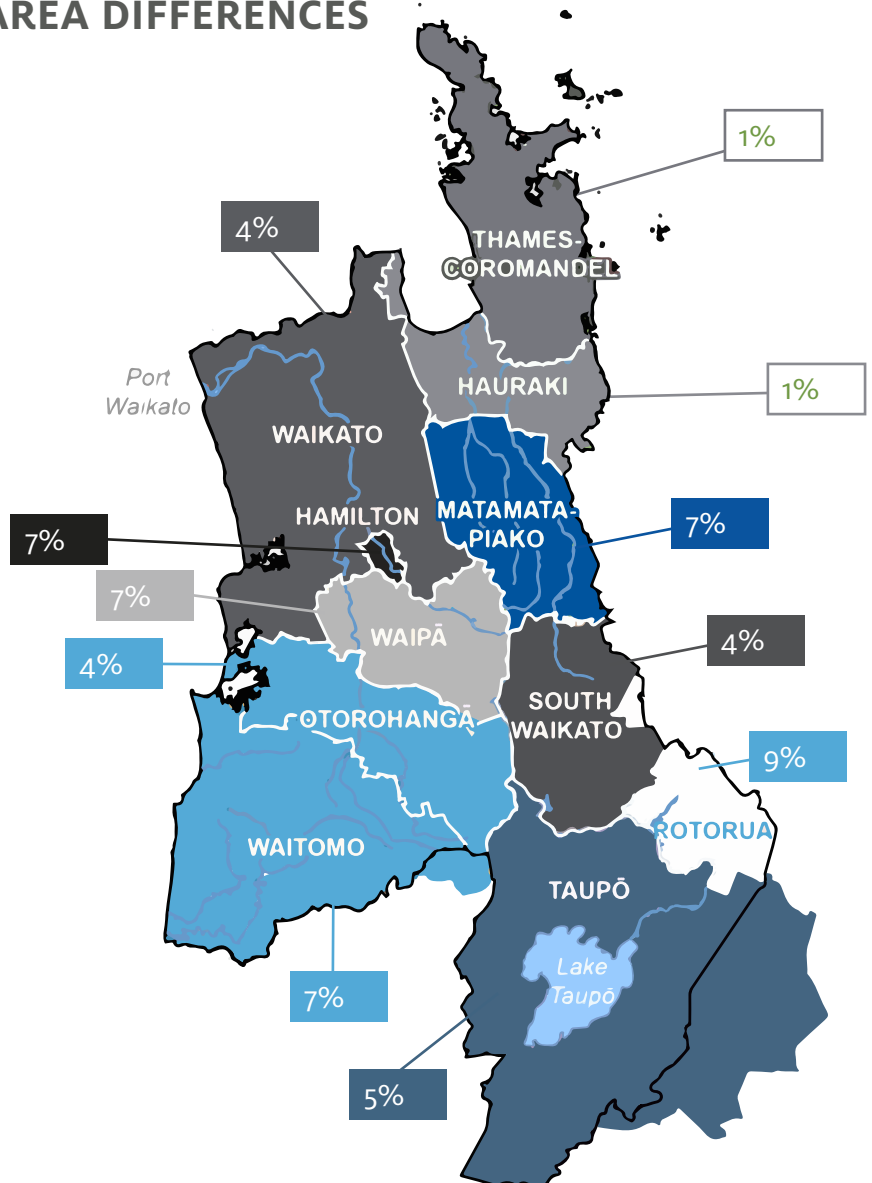 AREA DIFFERENCES
1%
4%
THAMES-
COROMANDEL
Port
Waikato
HAURAKI
1%
WAIKATO
HAMILTON
MATAMATA-
PIAKO
7%
7%
7%
WAIPĀ
4%
4%
SOUTH
WAIKATO
OTOROHANGĀ
9%
ROTORUA
WAITOMO
TAUPŌ
Lake
Taupō
7%
5%